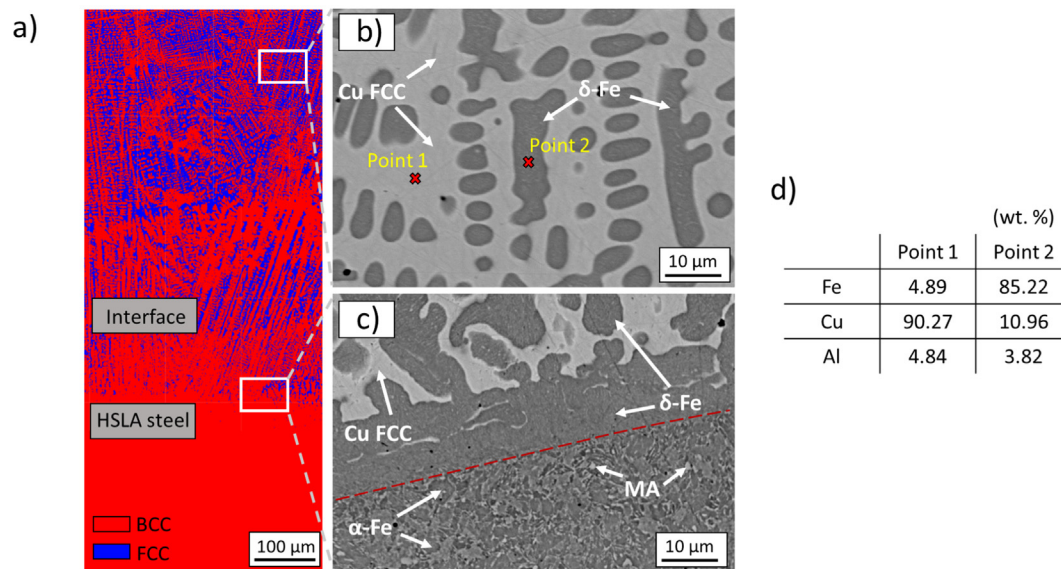 a)
Interface
HSLA steel
BCC
FCC
100 µm
b)
Cu FCC
δ-Fe
Point 1
Point 2
10 µm
c)
Cu FCC
δ-Fe
MA
α-Fe
10 µm
d)
(wt. %)
Point 1 Point 2
Fe 4.89 85.22
Cu 90.27 10.96
Al 4.84 3.82